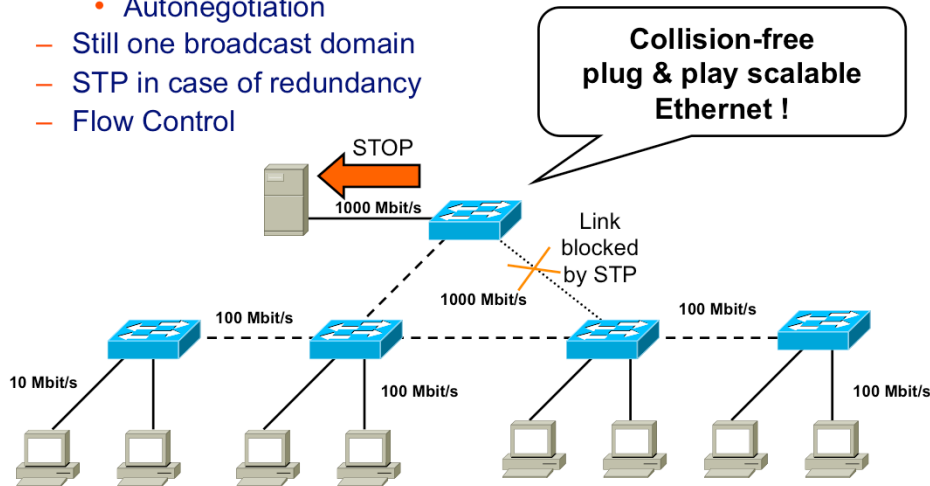 • Autonegotiation
– Still one broadcast domain
– STP in case of redundancy
– Flow Control
Collision-free
plug & play scalable
Ethernet !
STOP
1000 Mbit/s
Link
blocked
by STP
1000 Mbit/s
100 Mbit/s
100 Mbit/s
10 Mbit/s
100 Mbit/s
100 Mbit/s